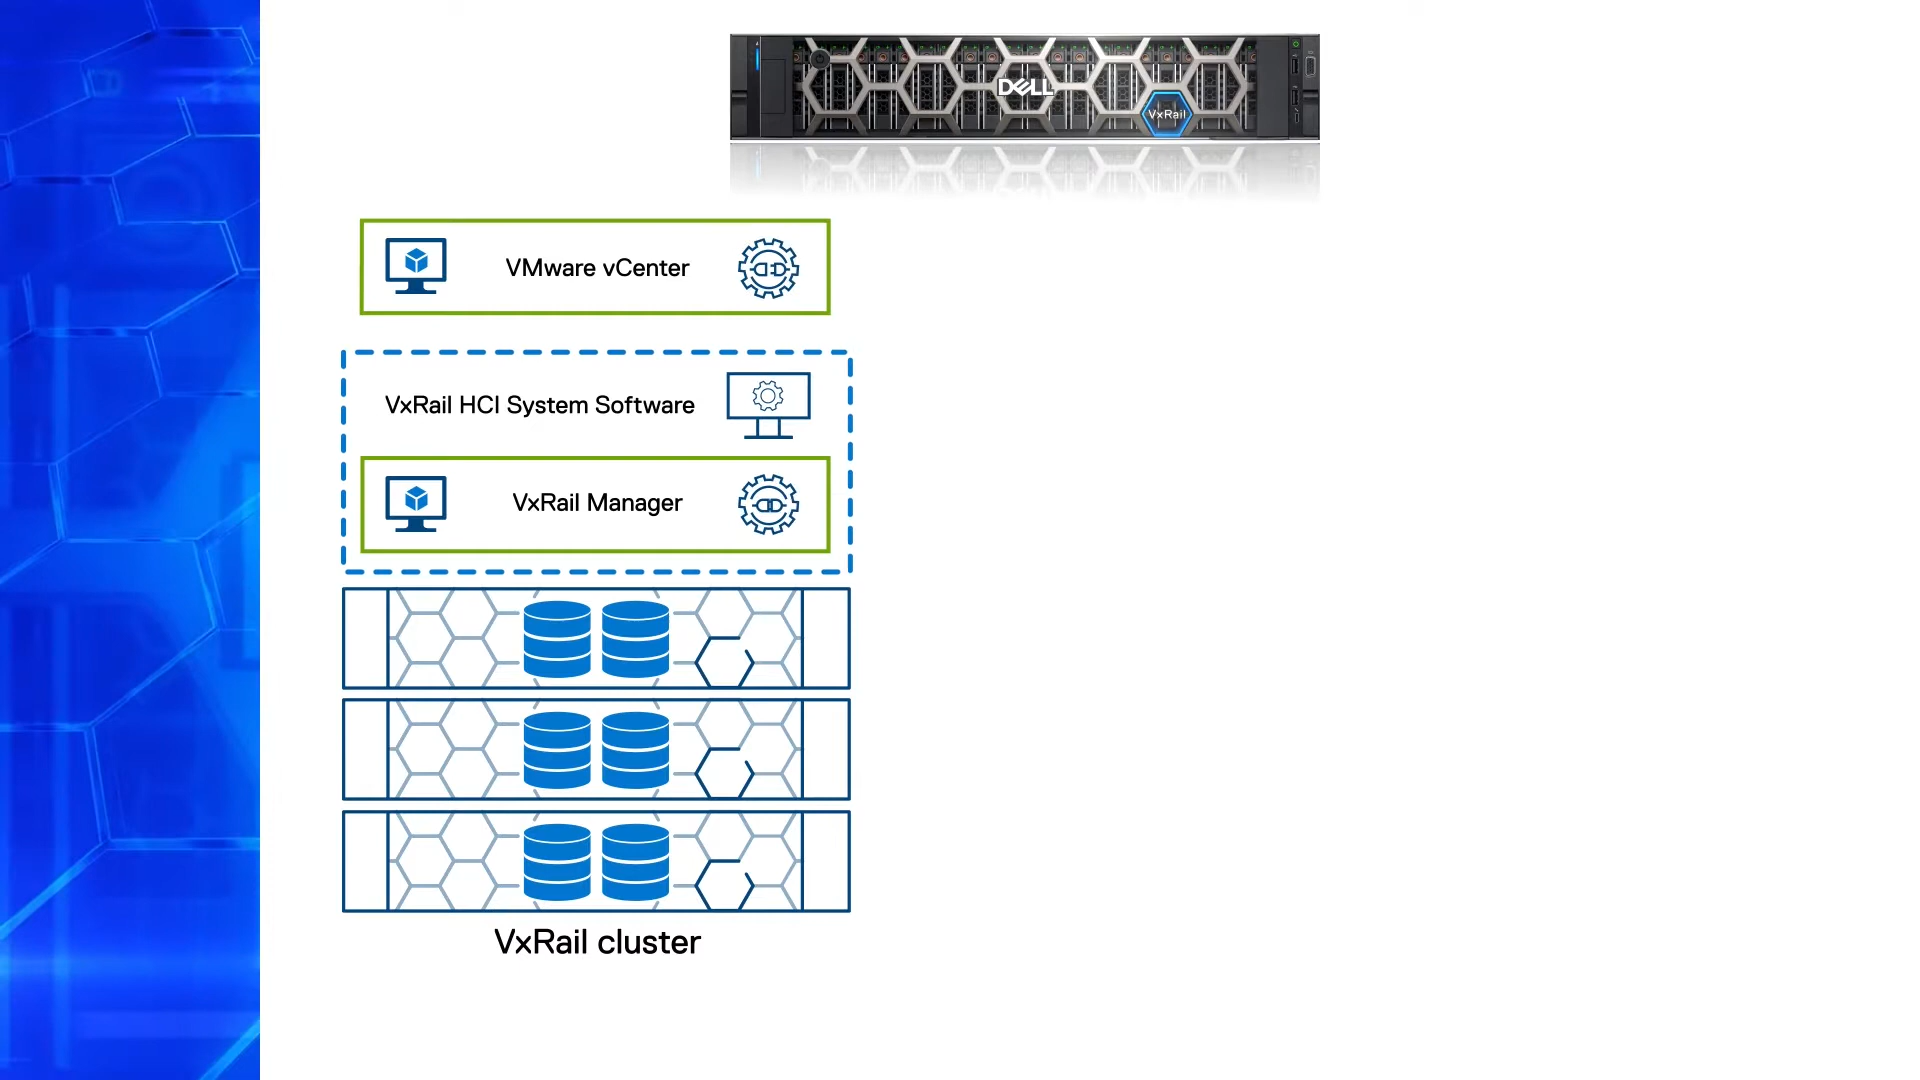 DELL
VxRail
VMware vCenter
VxRail HCI System Software
VxRail Manager
VxRail cluster